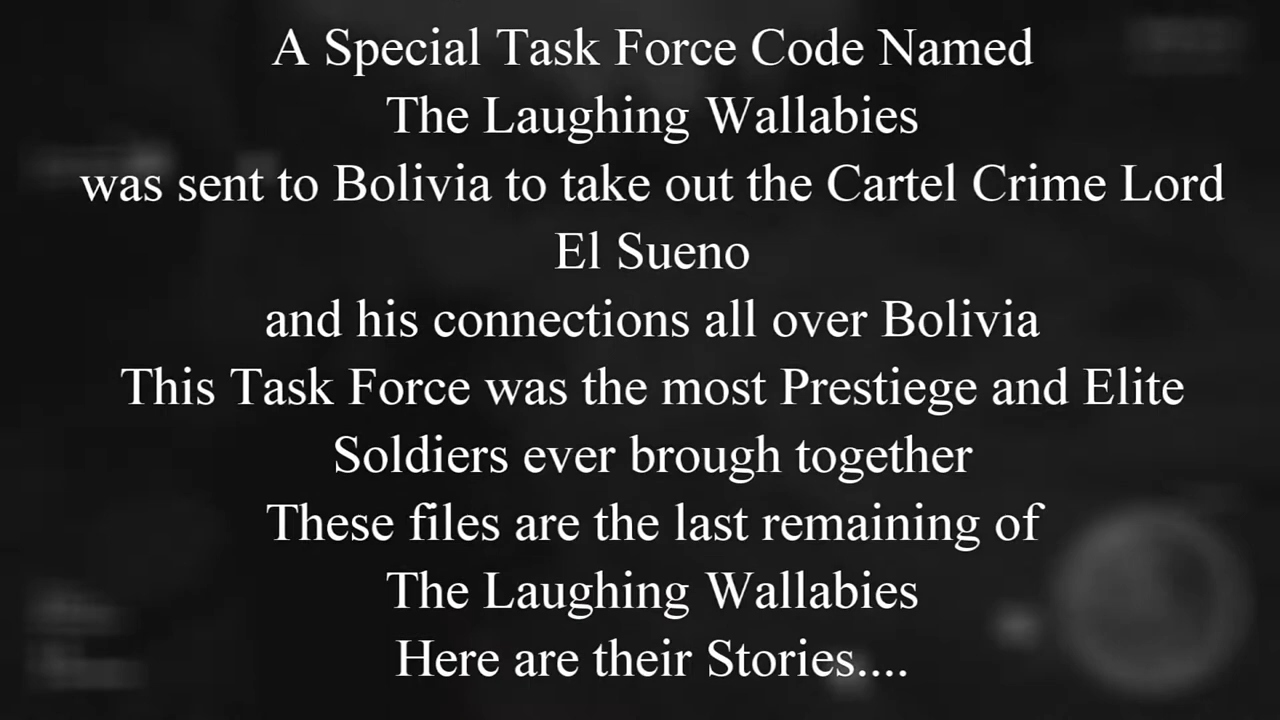 A Special Task Force Code Named
The Laughing Wallabies
was sent to Bolivia to take out the Cartel Crime Lord
El Sueno
and his connections all over Bolivia
This Task Force was the most Prestiege and Elite
Soldiers ever brough together
These files are the last remaining of
The Laughing Wallabies
Here are their Stories....